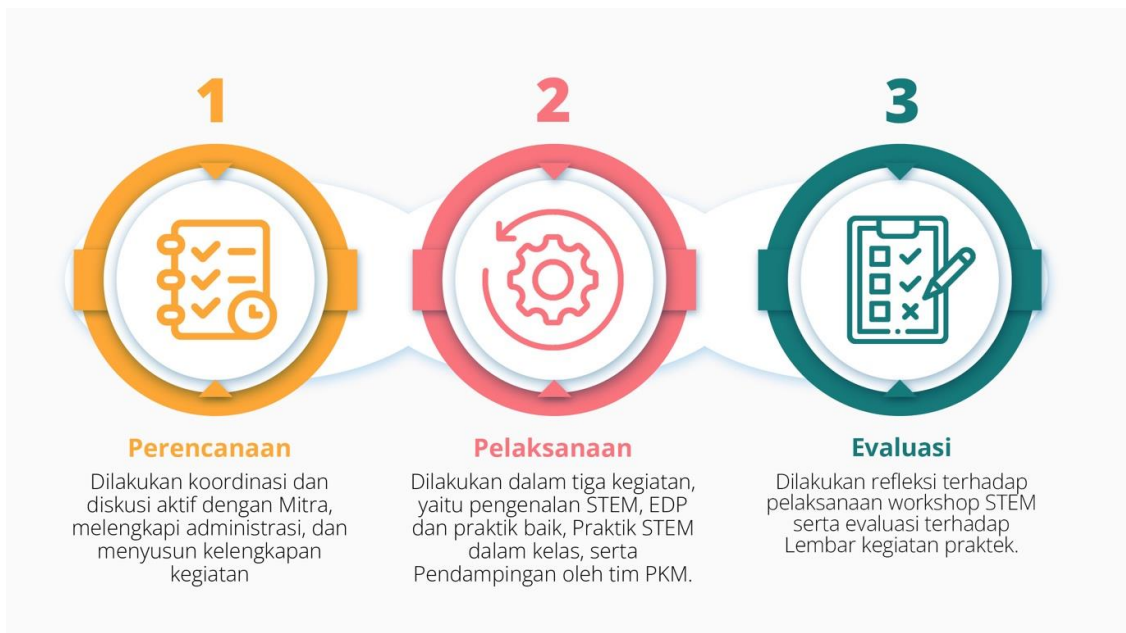 1
Perencanaan
Dilakukan koordinasi dan
diskusi aktif dengan Mitra,
melengkapi administrasi, dan
menyusun kelengkapan
kegiatan
2
Pelaksanaan
Dilakukan dalam tiga kegiatan,
yaitu pengenalan STEM, EDP
dan praktik baik, Praktik STEM
dalam kelas, serta
Pendampingan oleh tim PKM.
3
Evaluasi
Dilakukan refleksi terhadap
pelaksanaan workshop STEM
serta evaluasi terhadap
Lembar kegiatan praktek.